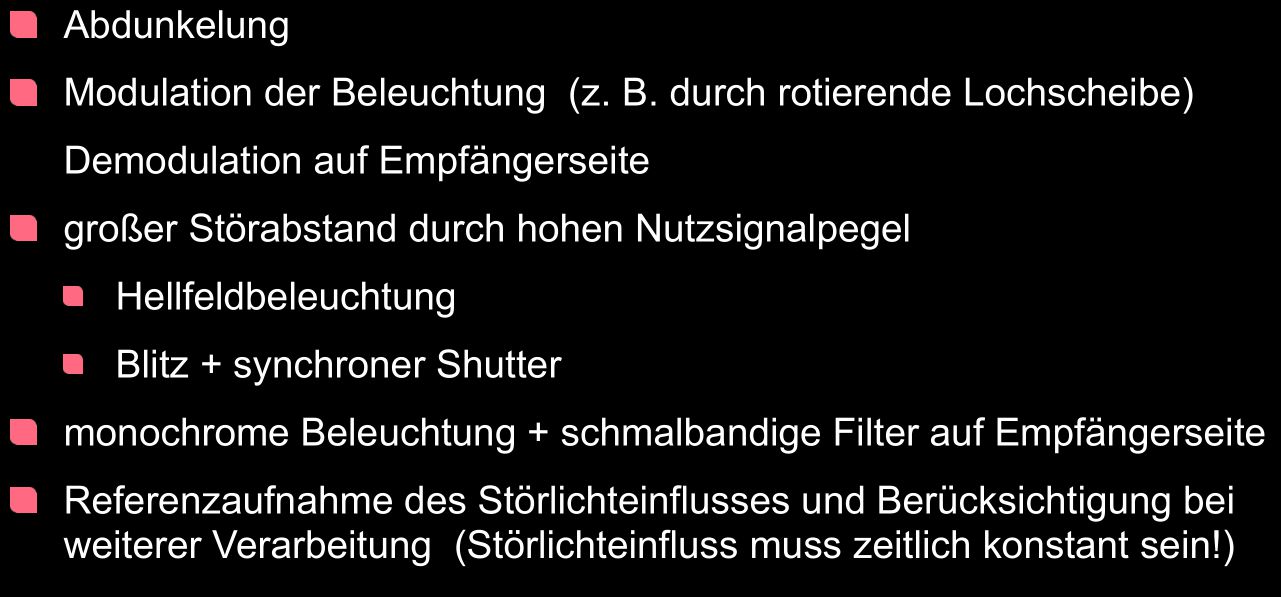 Abdunkelung
Modulation der Beleuchtung (z. B. durch rotierende Lochscheibe)
Demodulation auf Empfängerseite
großer Störabstand durch hohen Nutzsignalpegel
Hellfeldbeleuchtung
Blitz + synchroner Shutter
monochrome Beleuchtung + schmalbandige Filter auf Empfängerseite
Referenzaufnahme des Störlichteinflusses und Berücksichtigung bei
weiterer Verarbeitung (Störlichteinfluss muss zeitlich konstant sein!)